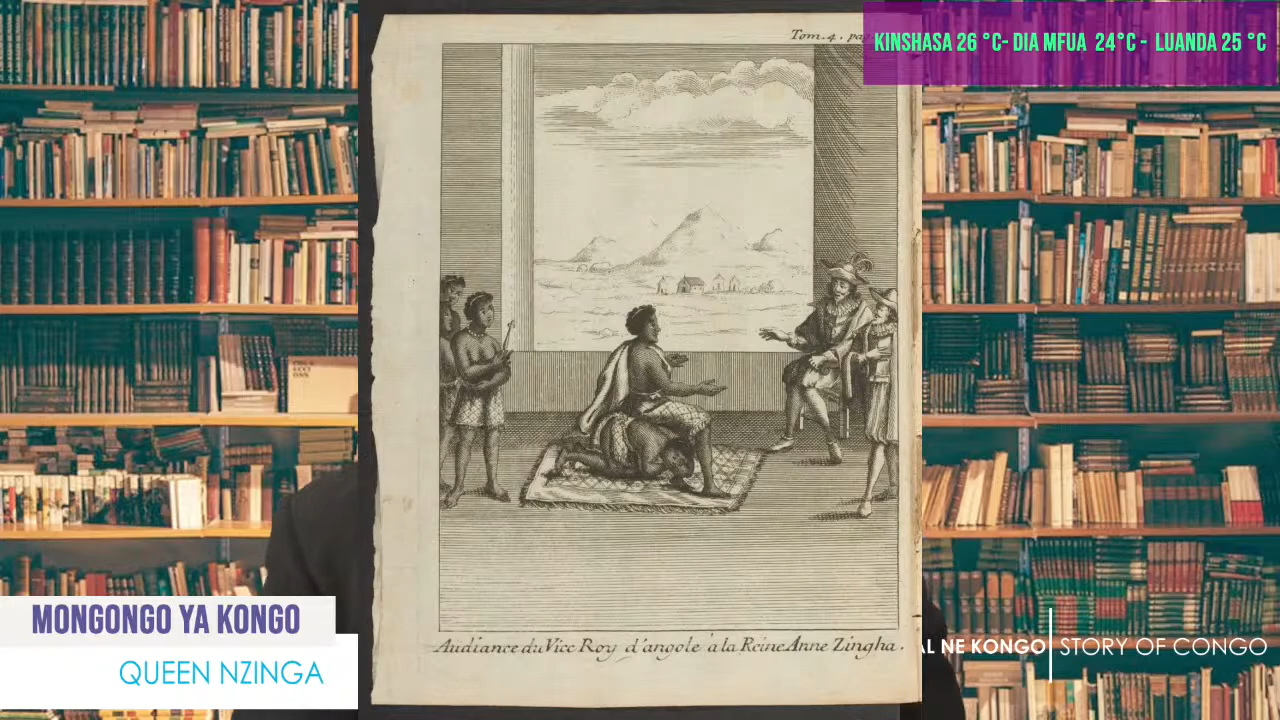 Tom. 4. pa
KINSHASA 26 °C- DIA MFUA 24°C - LUANDA 25 °C
Audiance du Vice Roy d'angole à la Reine Anne Zingha.
MONGONGO YA KONGO
QUEEN NZINGA
AL NE KONGO
STORY OF CONGO